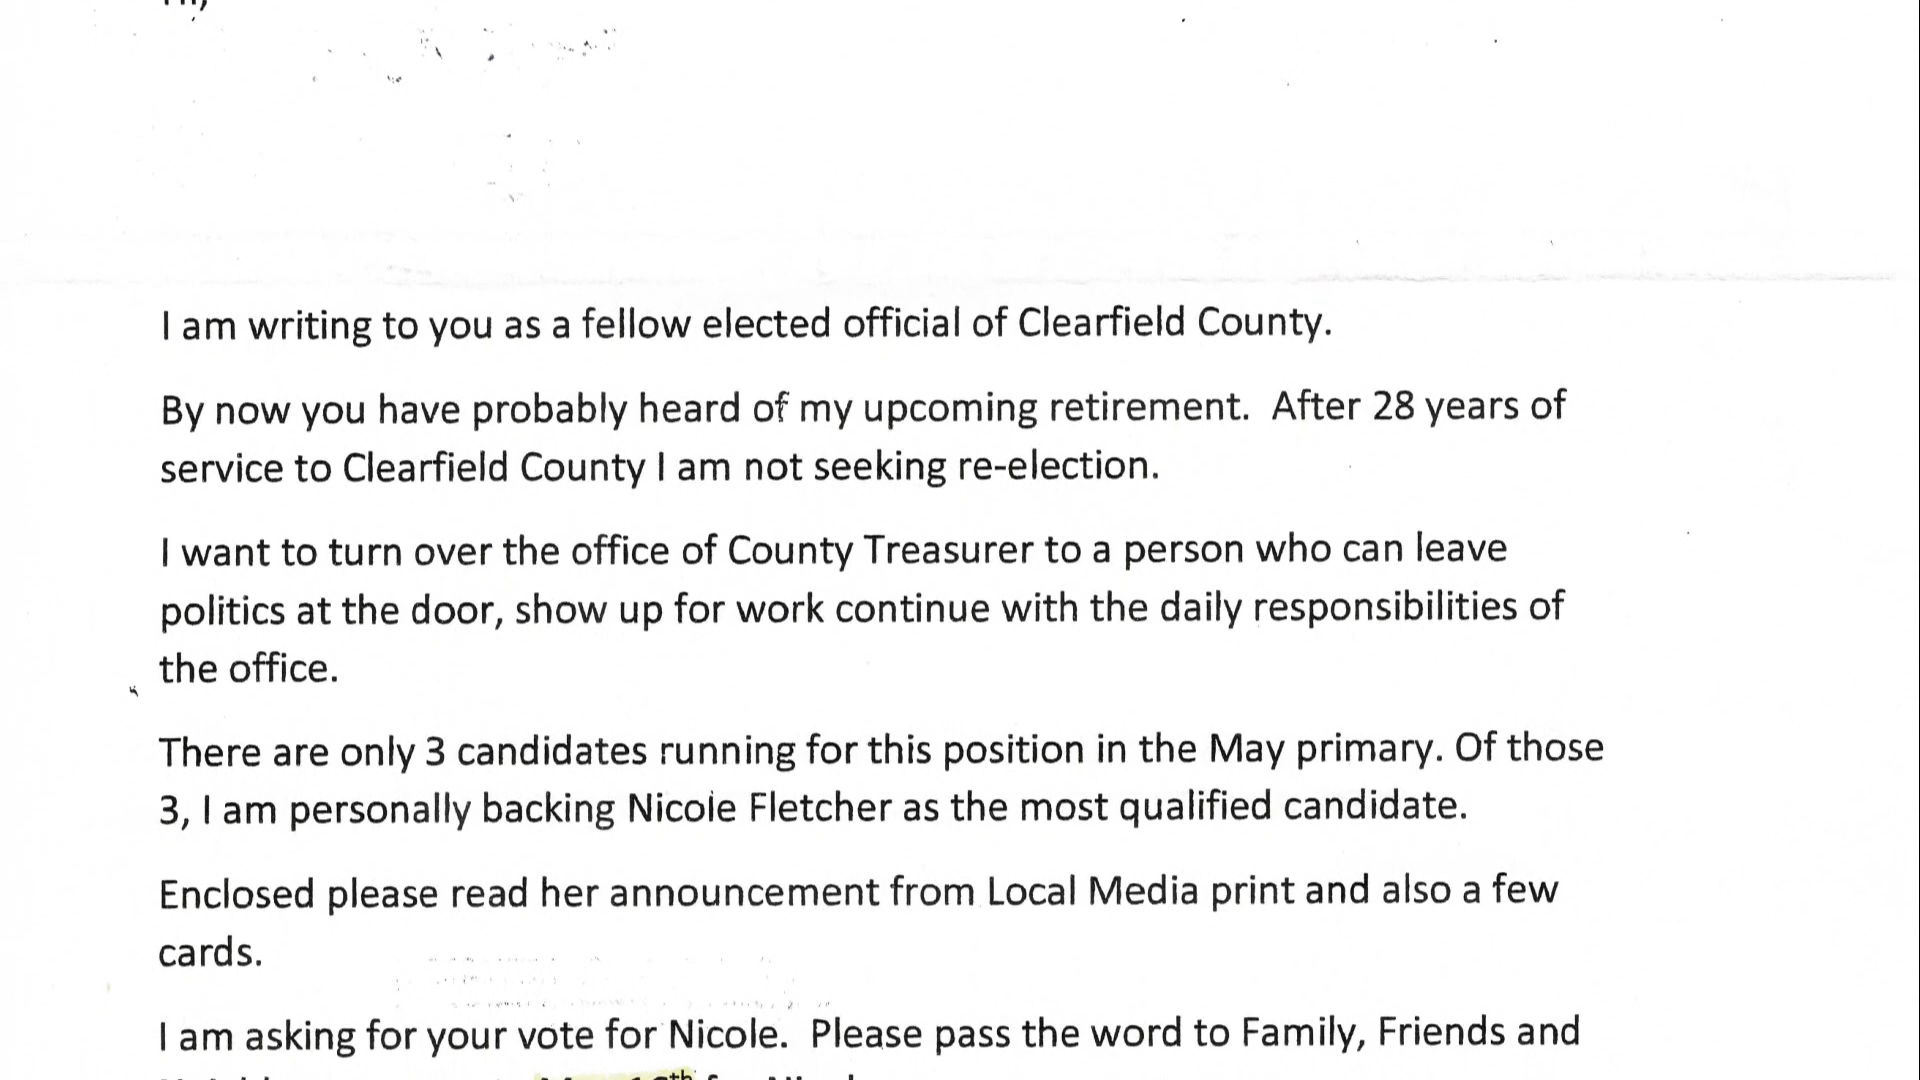 I am writing to you as a fellow elected official of Clearfield County.
By now you have probably heard of my upcoming retirement. After 28 years of
service to Clearfield County I am not seeking re-election.
I want to turn over the office of County Treasurer to a person who can leave
politics at the door, show up for work continue with the daily responsibilities of
the office.
There are only 3 candidates running for this position in the May primary. Of those
3, I am personally backing Nicole Fletcher as the most qualified candidate.
Enclosed please read her announcement from Local Media print and also a few
cards.
I am asking for your vote for Nicole. Please pass the word to Family, Friends and